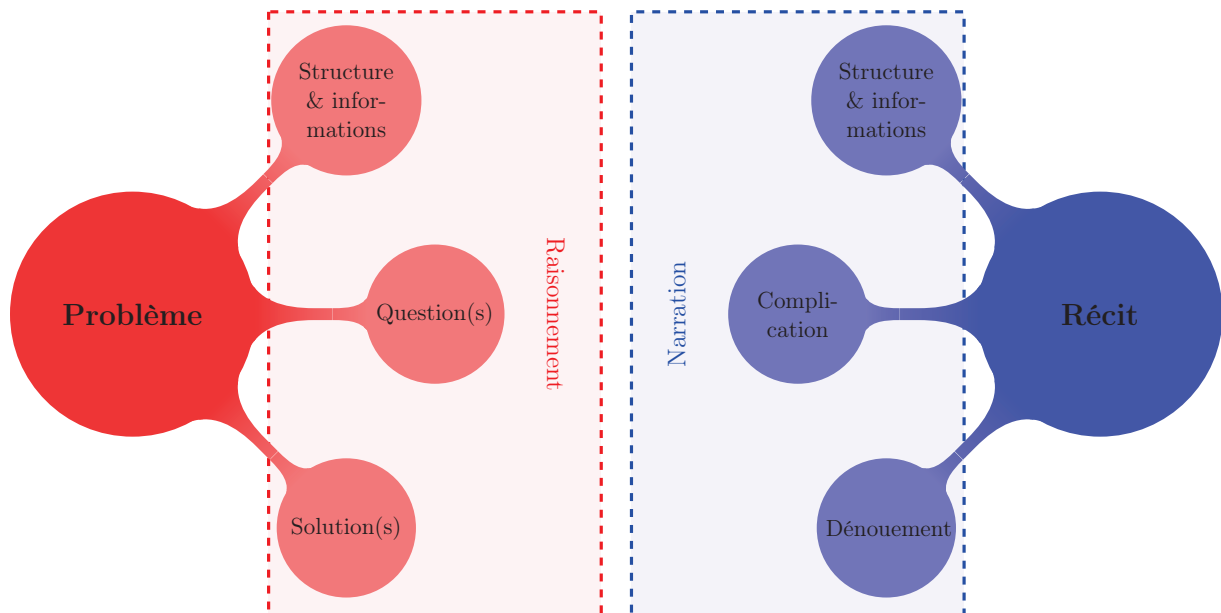 Structure
& infor-
mations
Problème
Question(s)
Solution(s)
Raisonnement
Narration
Structure
& infor-
mations
Compli-
cation
Récit
Dénouement